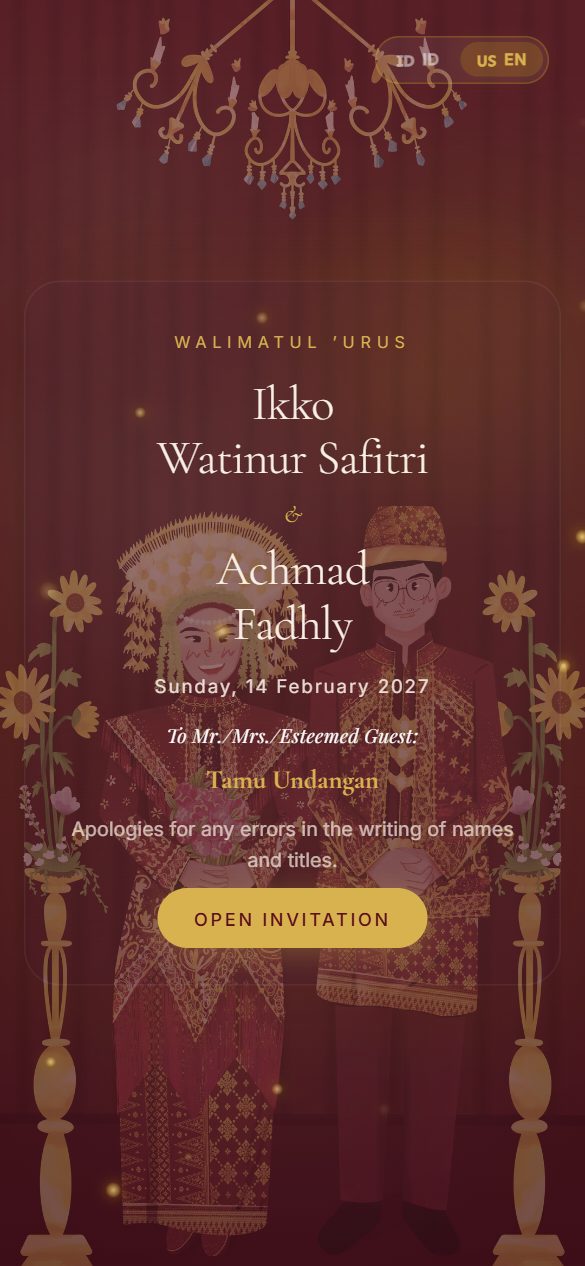 ID ID US EN
WALIMATUL 'URUS
Ikko
Watinur Safitri
&
Achmad
Fadhly
Sunday, 14 February 2027
To Mr./Mrs./Esteemed Guest:
Tamu Undangan
Apologies for any errors in the writing of names
and titles.
OPEN INVITATION